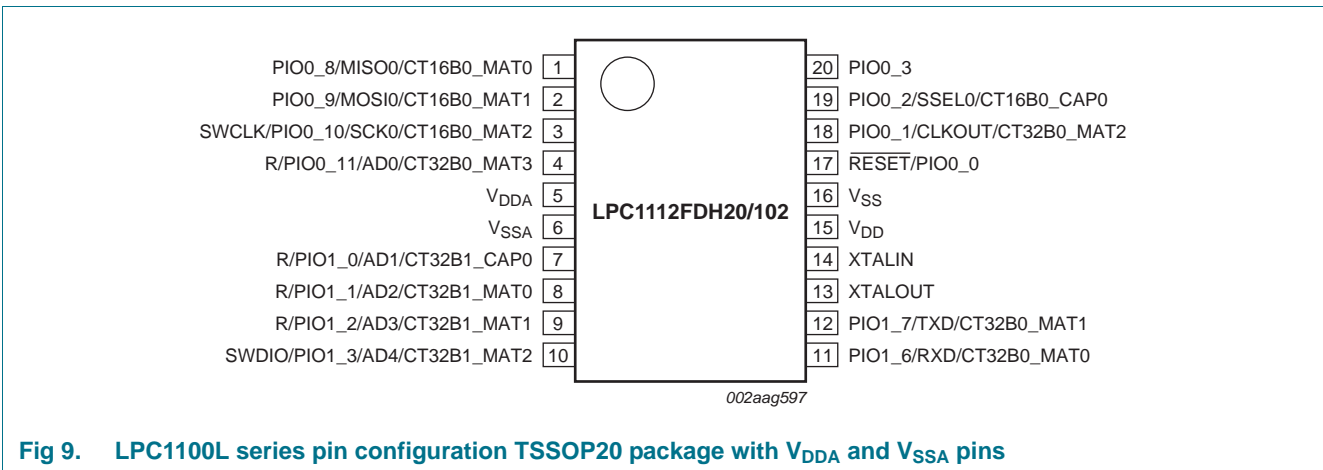 PIO0_8/MISO0/CT16B0_MAT0 1
PIO0_9/MOSI0/CT16B0_MAT1 2
SWCLK/PIO0_10/SCK0/CT16B0_MAT2 3
R/PIO0_11/AD0/CT32B0_MAT3 4
VDDA 5
VSSA 6
R/PIO1_0/AD1/CT32B1_CAP0 7
R/PIO1_1/AD2/CT32B1_MAT0 8
R/PIO1_2/AD3/CT32B1_MAT1 9
SWDIO/PIO1_3/AD4/CT32B1_MAT2 10
LPC1112FDH20/102
20 PIO0_3
19 PIO0_2/SSEL0/CT16B0_CAP0
18 PIO0_1/CLKOUT/CT32B0_MAT2
17 RESET/PIO0_0
16 VSS
15 VDD
14 XTALIN
13 XTALOUT
12 PIO1_7/TXD/CT32B0_MAT1
11 PIO1_6/RXD/CT32B0_MAT0
002aag597
Fig 9. LPC1100L series pin configuration TSSOP20 package with VDDA and VSSA pins